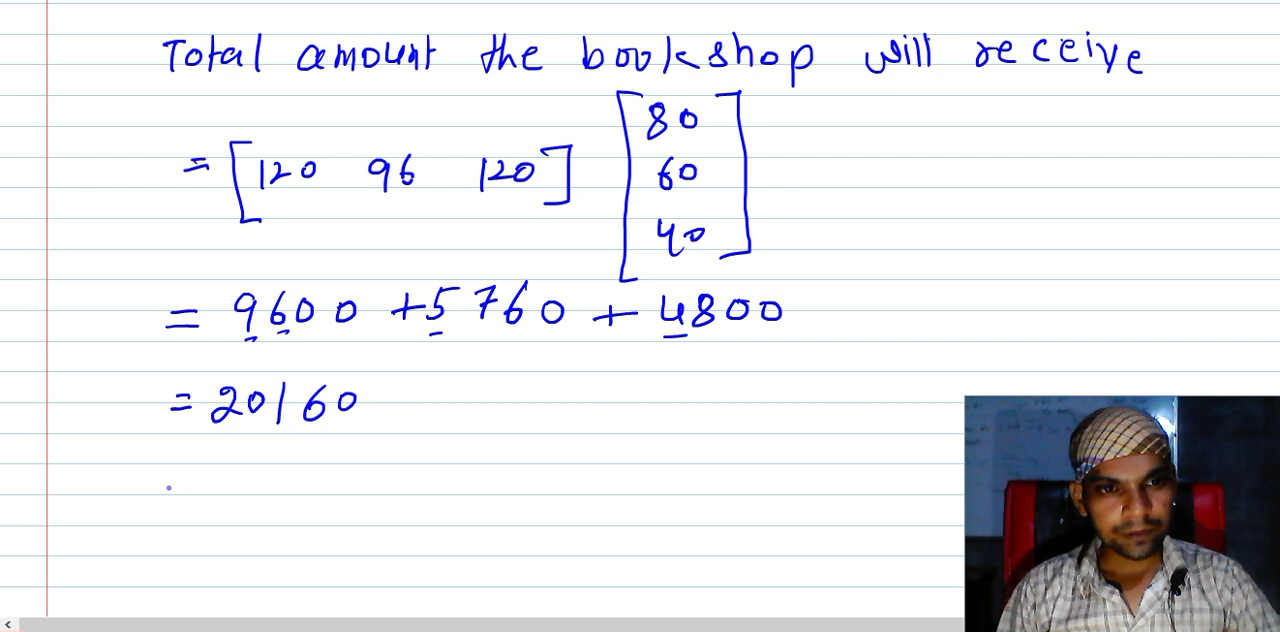 Total amount the bookshop will receive
= [120 96 120] [80
60
40]
= 9600 + 5760 + 4800
= 20160